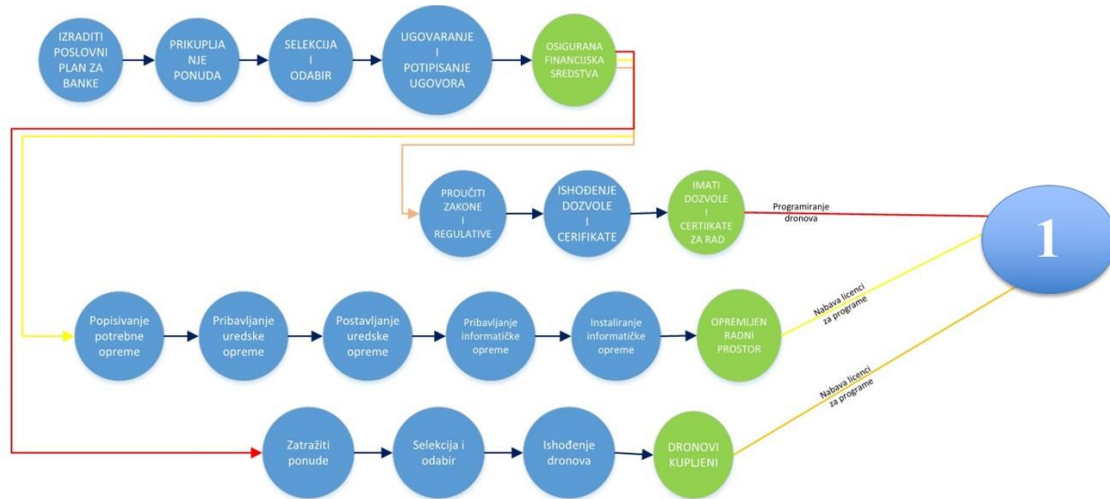 IZRADITI
POSLOVNI
PLAN ZA
BANKE
PRIKUPLJA
NJE
PONUDA
SELEKCIJA
I
ODABIR
UGOVARANJE
I
POTIPISANJE
UGOVORA
OSIGURANA
FINANCIJSKA
SREDSTVA
PROUČITI
ZAKONE
I
REGULATIVE
ISHOĐENJE
DOZVOLE
I
CERIFIKATE
IMATI
DOZVOLE
I
CERTIIKATE
ZA RAD
Programiranje
dronova
1
Popisivanje
potrebne
opreme
Pribavljanje
uredske
opreme
Postavljanje
uredske
opreme
Pribavljanje
informatičke
opreme
Instaliranje
informatičke
opreme
OPREMLJEN
RADNI
PROSTOR
Nabava licenci
za programe
Zatražiti
ponude
Selekcija i
odabir
Ishođenje
dronova
DRONOVI
KUPLJENI
Nabava licenci
za programe